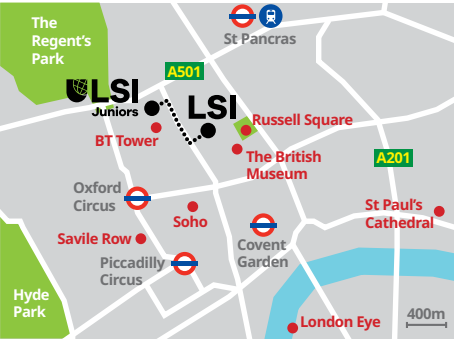 The
Regent's
Park
St Pancras
A501
LSI
Juniors
LSI
Russell Square
BT Tower
The British
Museum
A201
Oxford
Circus
Soho
St Paul's
Cathedral
Savile Row
Covent
Garden
Piccadilly
Circus
Hyde
Park
London Eye
400m